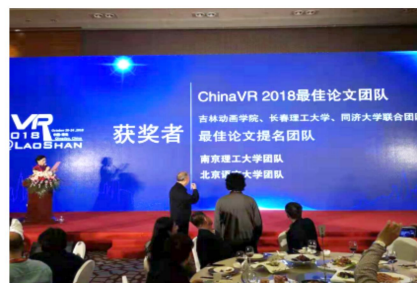 VR
018
LAOSHAN
获奖者
ChinaVR 2018最佳论文团队
吉林动画学院、长春理工大学、同济大学联合团队
最佳论文提名团队
南京理工大学团队
北京语言大学团队